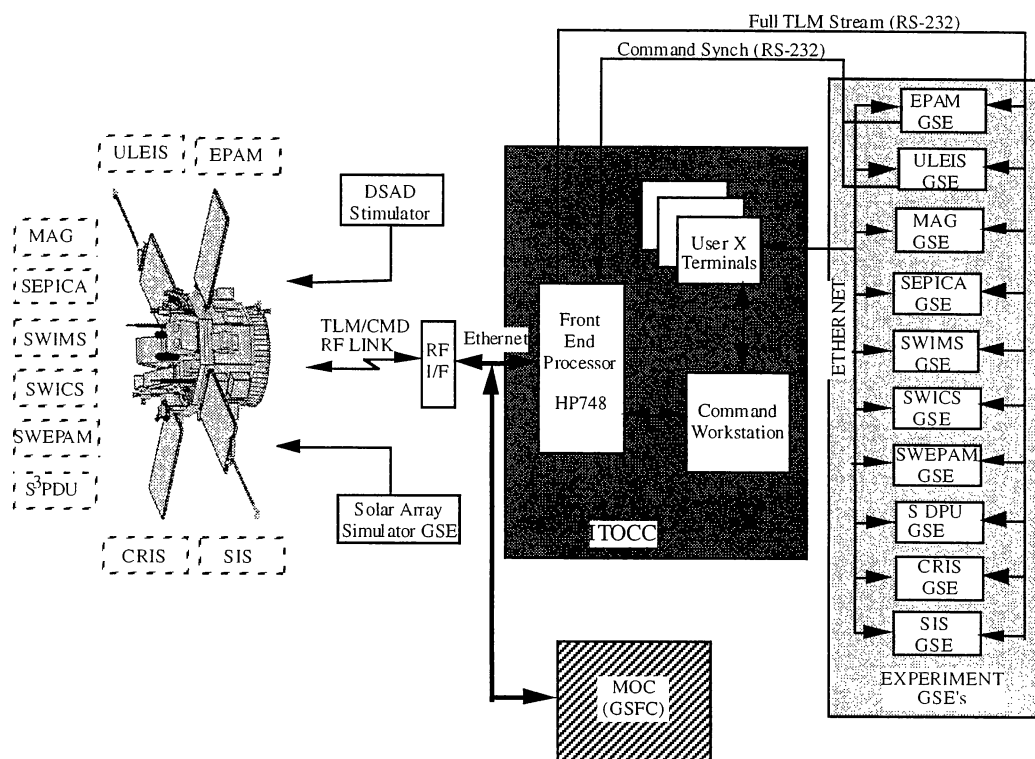 Full TLM Stream (RS-232)
Command Synch (RS-232)
ULEIS
EPAM
MAG
SEPICA
SWIMS
SWICS
SWEPAM
S3PDU
CRIS
SIS
DSAD
Stimulator
TLM/CMD
RF LINK
RF
I/F
Ethernet
Solar Array
Simulator GSE
Front
End
Processor
HP748
User X
Terminals
Command
Workstation
ITOCC
MOC
(GSFC)
ETHERNET
EPAM
GSE
ULEIS
GSE
MAG
GSE
SEPICA
GSE
SWIMS
GSE
SWICS
GSE
SWEPAM
GSE
S DPU
GSE
CRIS
GSE
SIS
GSE
EXPERIMENT
GSE's